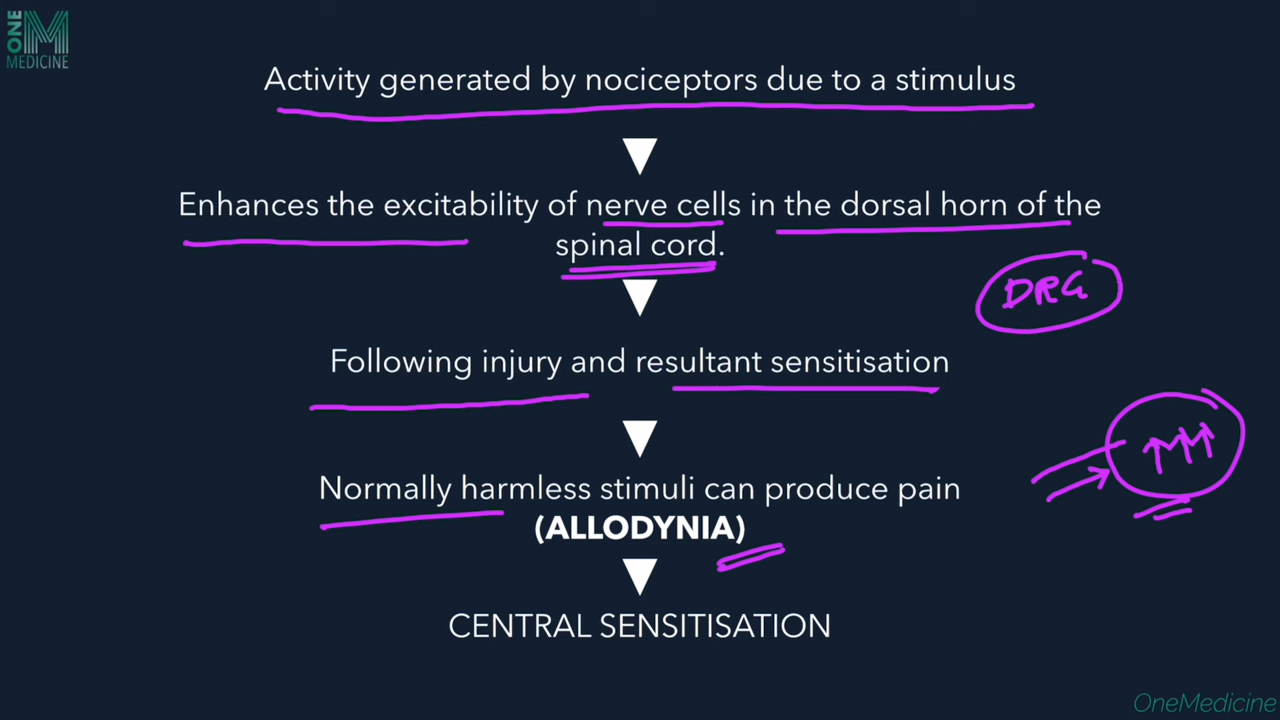 ONE
MEDICINE
Activity generated by nociceptors due to a stimulus
Enhances the excitability of nerve cells in the dorsal horn of the
spinal cord.
DRG
Following injury and resultant sensitisation
Normally harmless stimuli can produce pain
(ALLODYNIA)
CENTRAL SENSITISATION
OneMedicine